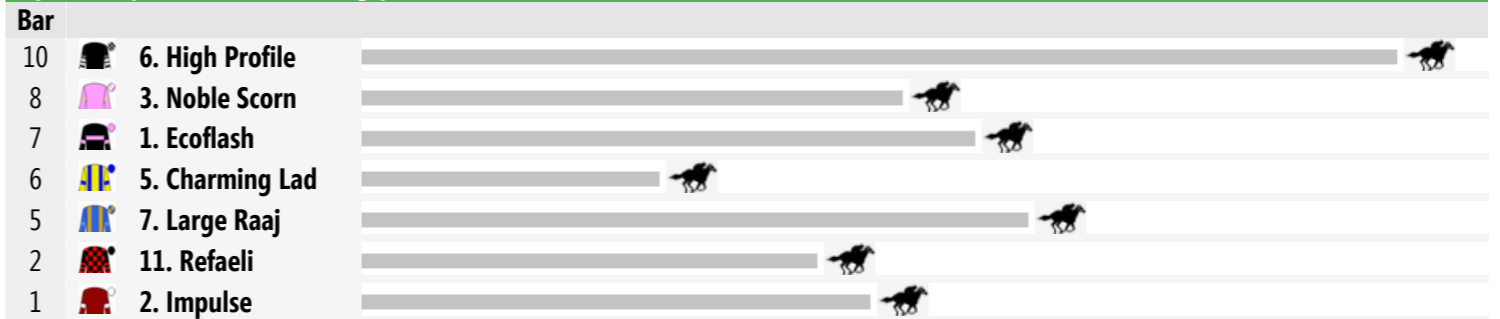 Bar
10 6. High Profile
8 3. Noble Scorn
7 1. Ecoflash
6 5. Charming Lad
5 7. Large Raaj
2 11. Refaeli
1 2. Impulse